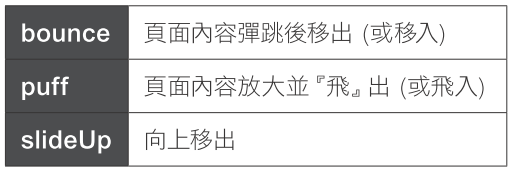 bounce 頁面內容彈跳後移出 (或移入)
puff 頁面內容放大並『飛』出 (或飛入)
slideUp 向上移出